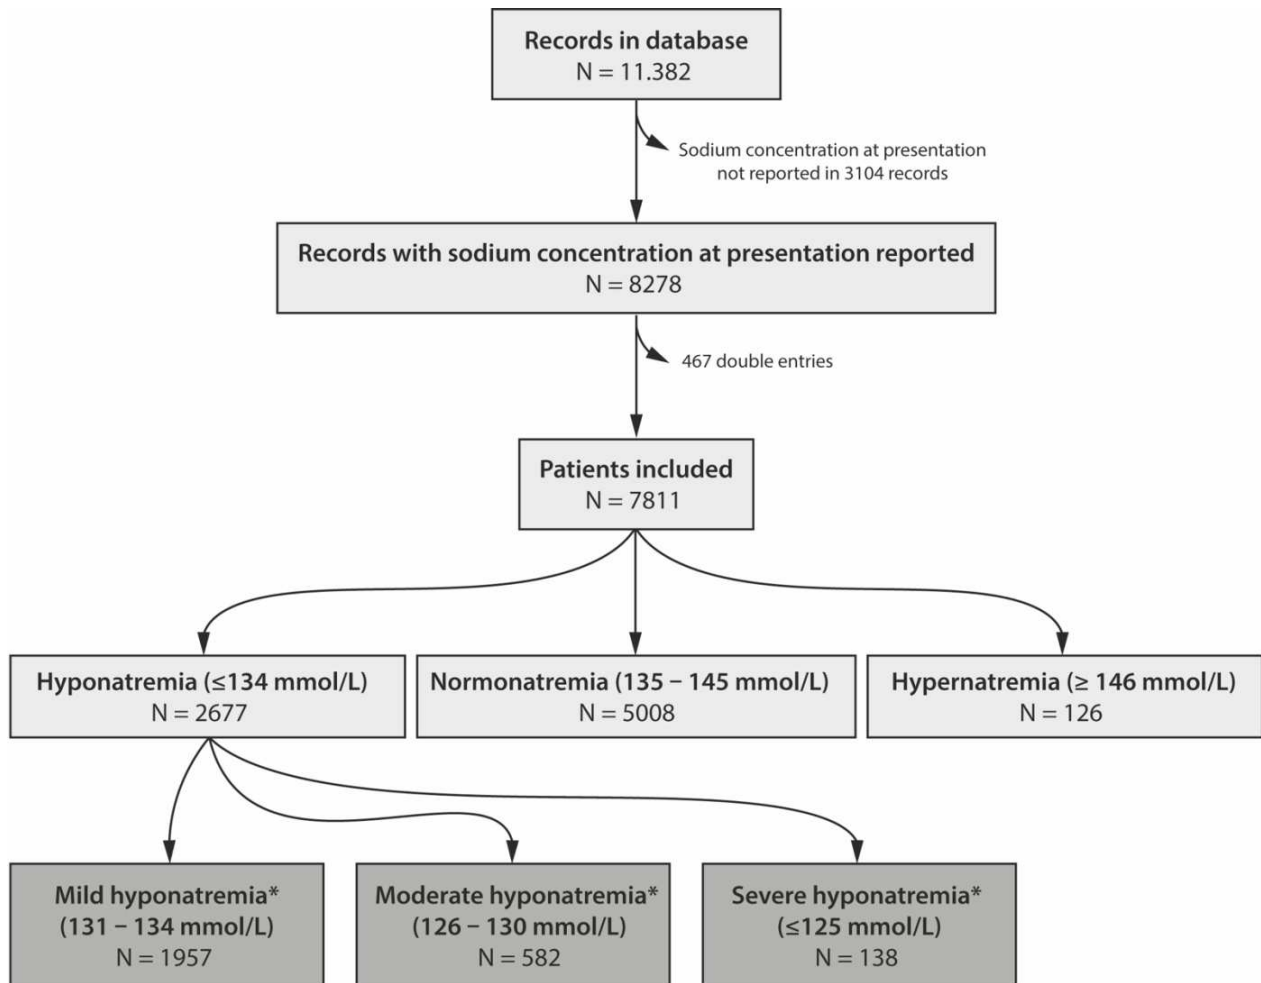 Records in database
N = 11.382
Sodium concentration at presentation
not reported in 3104 records
Records with sodium concentration at presentation reported
N = 8278
467 double entries
Patients included
N = 7811
Hyponatremia (≤134 mmol/L)
N = 2677
Normonatremia (135 – 145 mmol/L)
N = 5008
Hypernatremia (≥ 146 mmol/L)
N = 126
Mild hyponatremia*
(131 – 134 mmol/L)
N = 1957
Moderate hyponatremia*
(126 – 130 mmol/L)
N = 582
Severe hyponatremia*
(≤125 mmol/L)
N = 138